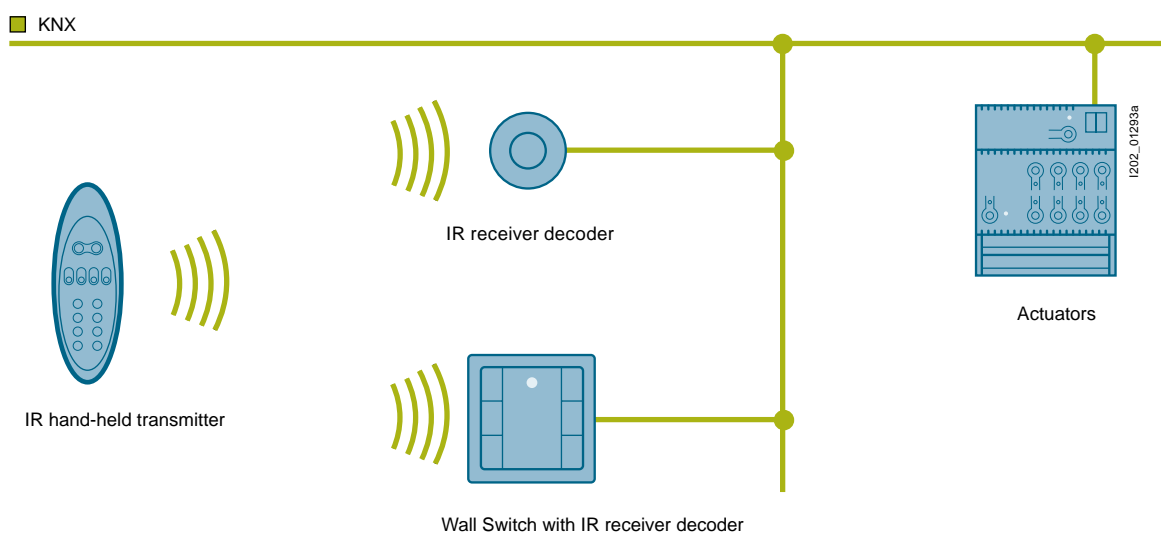 KNX
I202_01293a
IR receiver decoder
Actuators
IR hand-held transmitter
Wall Switch with IR receiver decoder